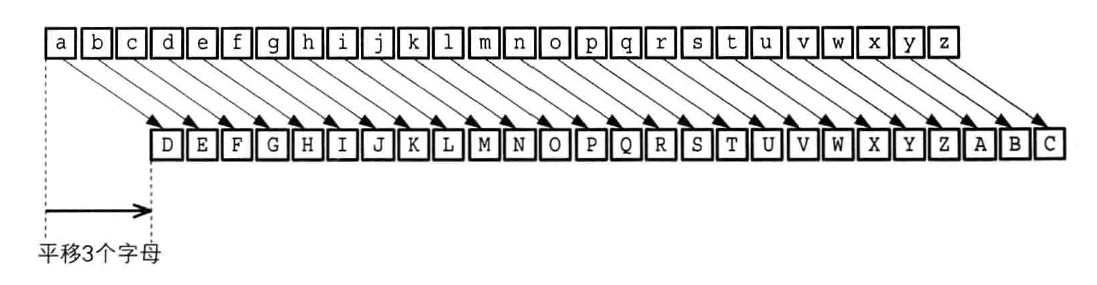 a b c d e f g h i j k l m n o p q r s t u v w x y z
D E F G H I J K L M N O P Q R S T U V W X Y Z A B C
平移3个字母